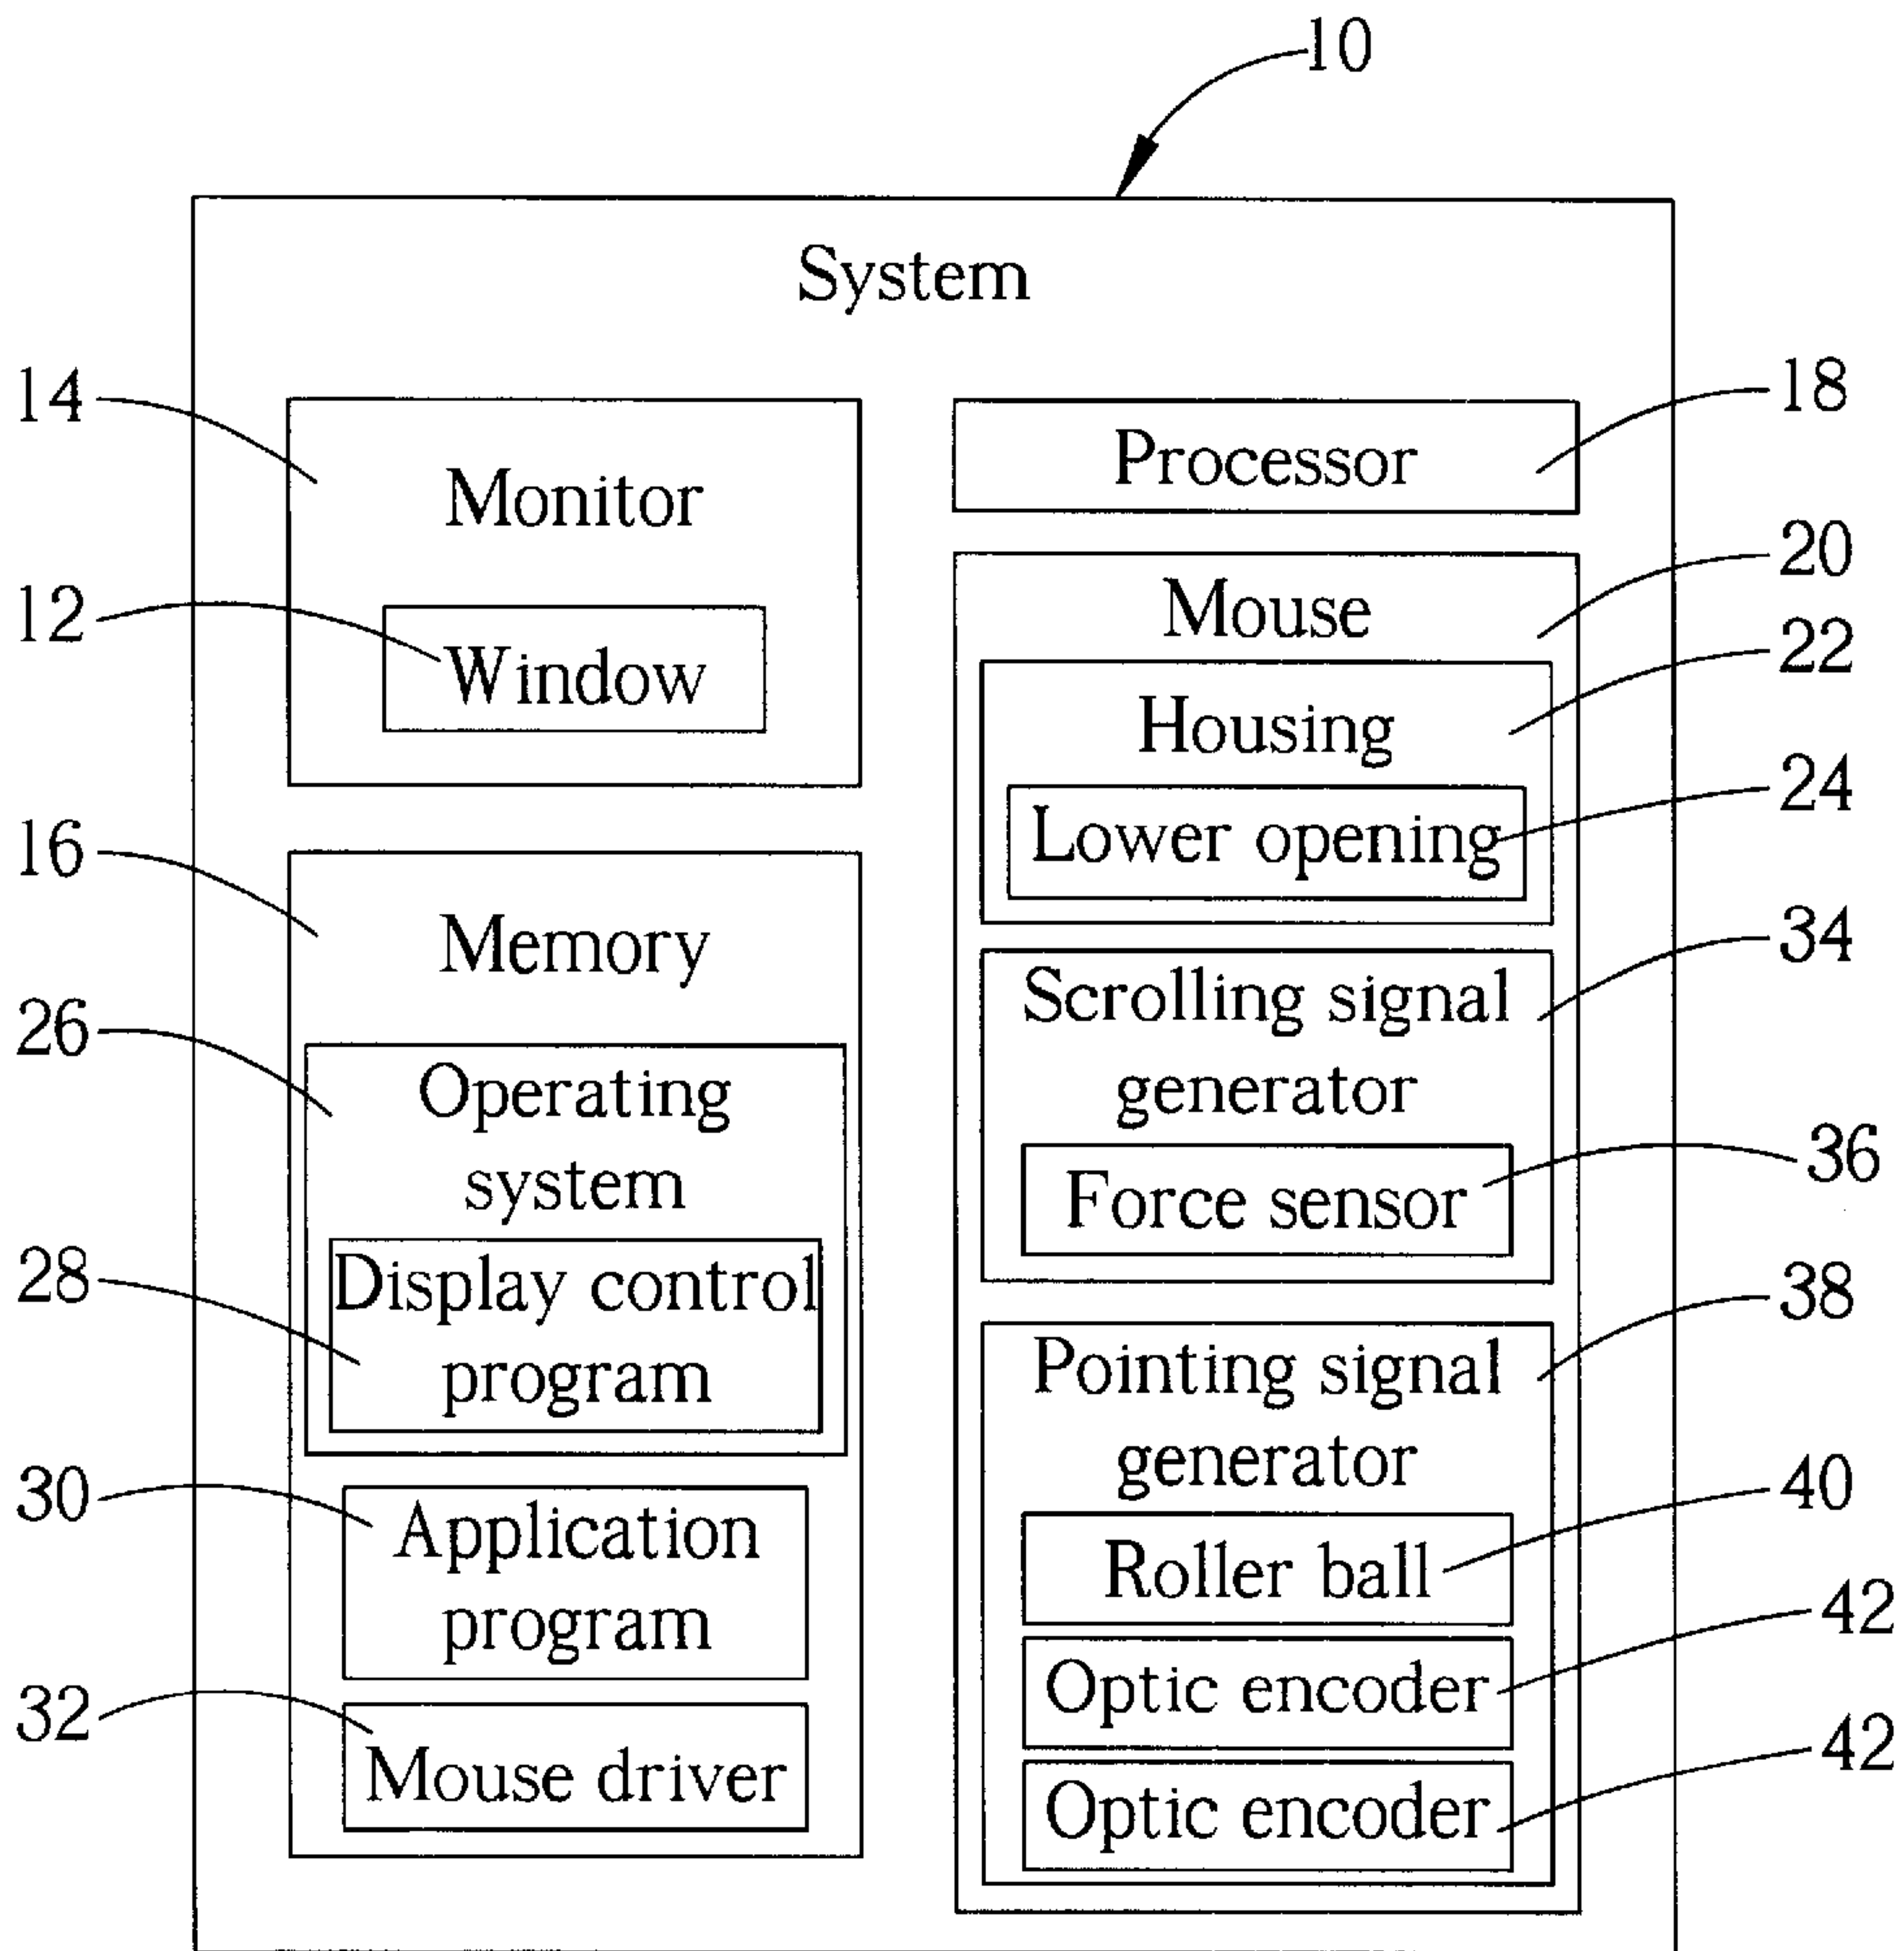 10
System
14
Monitor
12
Window
16
Memory
26
Operating
system
28
Display control
program
30
Application
program
32
Mouse driver
18
Processor
20
Mouse
22
Housing
24
Lower opening
34
Scrolling signal
generator
36
Force sensor
38
Pointing signal
generator
40
Roller ball
42
Optic encoder
42
Optic encoder